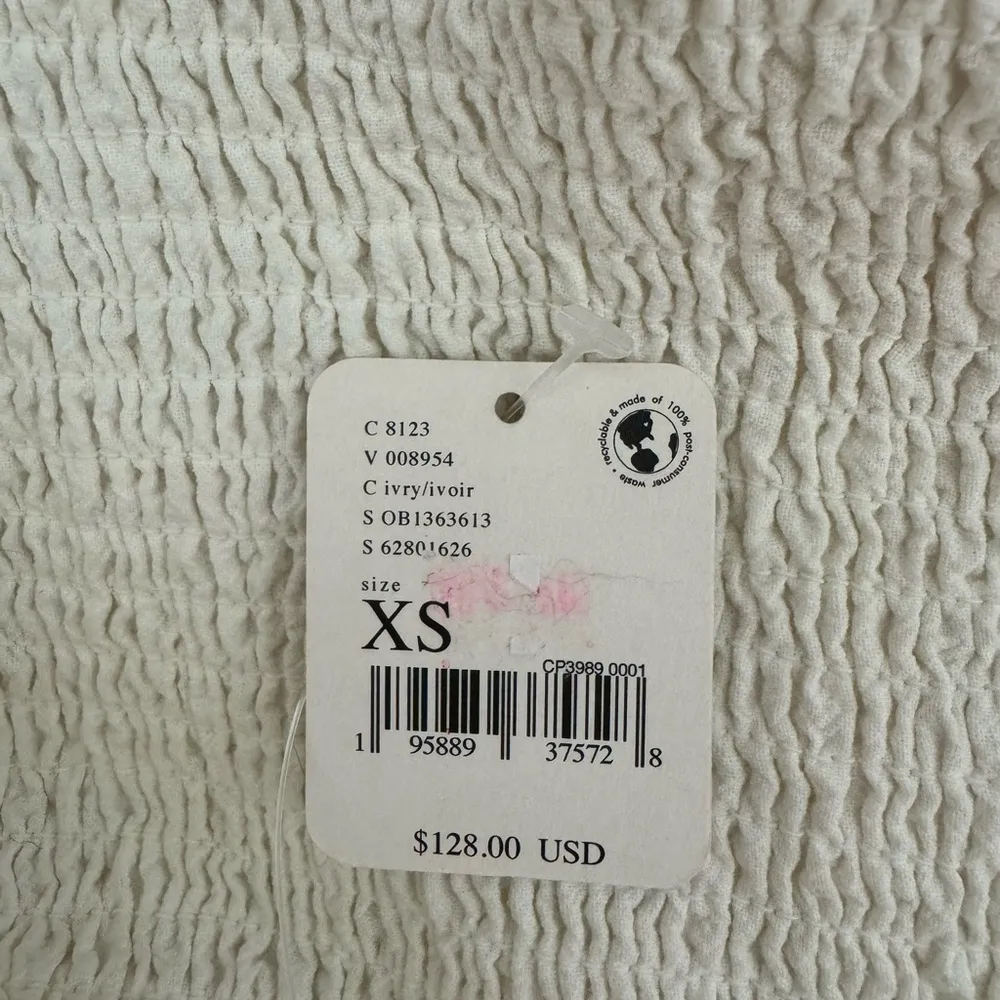 C 8123
V 008954
C ivry/ivoir
S OB1363613
S 62801626
size
XS
recyclable & made of 100% post-consumer waste •
CP3989 0001
1 95889 37572 8
$128.00 USD